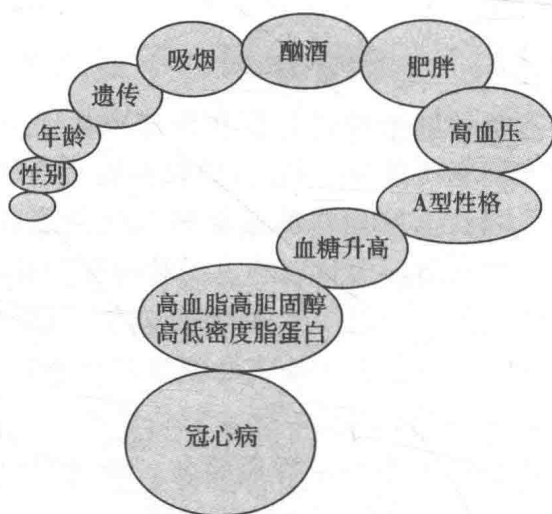 性别
年龄
遗传
吸烟
酗酒
肥胖
高血压
A型性格
血糖升高
高血脂高胆固醇
高低密度脂蛋白
冠心病